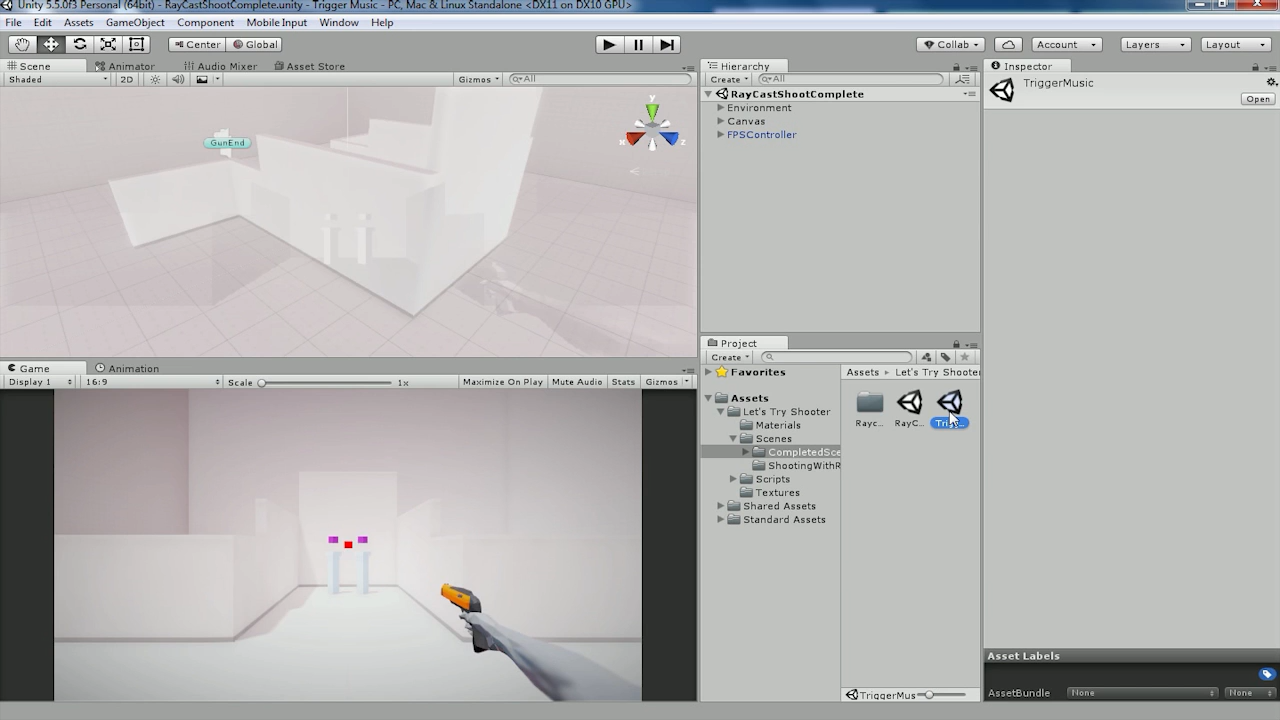 Unity 5.5.0f3 Personal (64bit) - RayCastShootComplete.unity - Trigger Music - PC, Mac & Linux Standalone <DX11 on DX10 GPU>
File Edit Assets GameObject Component Mobile Input Window Help
Center Global Collab Account Layers Layout
Scene Animator Audio Mixer Asset Store
Shaded 2D Gizmos All
y
x z
GunEnd
Hierarchy
Create All
RayCastShootComplete
Environment
Canvas
FPSController
Inspector
TriggerMusic
Open
Game Animation
Display 1 16:9 Scale 1x Maximize On Play Mute Audio Stats Gizmos
Project
Create
Favorites
Assets
Let's Try Shooter
Materials
Scenes
CompletedSce
ShootingWithR
Scripts
Textures
Shared Assets
Standard Assets
Assets Let's Try Shooter
Rayc... RayC... Trig...
TriggerMus
Asset Labels
AssetBundle None None